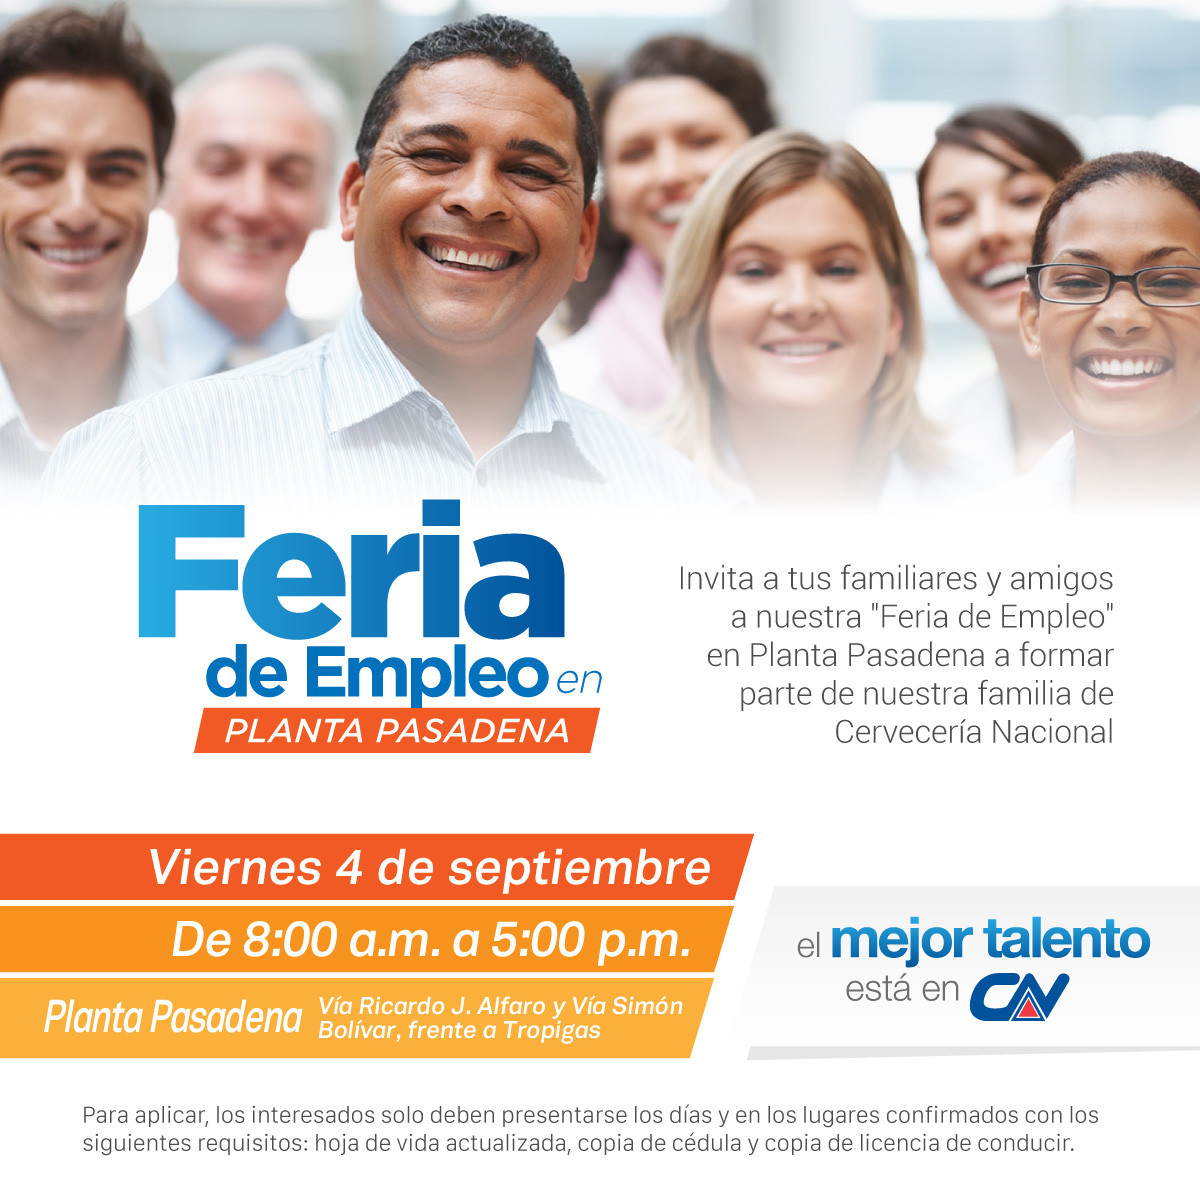 Feria
de Empleo en
PLANTA PASADENA
Invita a tus familiares y amigos
a nuestra "Feria de Empleo"
en Planta Pasadena a formar
parte de nuestra familia de
Cervecería Nacional
Viernes 4 de septiembre
De 8:00 a.m. a 5:00 p.m.
Planta Pasadena
Vía Ricardo J. Alfaro y Vía Simón
Bolívar, frente a Tropigas
el mejor talento
está en CN
Para aplicar, los interesados solo deben presentarse los días y en los lugares confirmados con los
siguientes requisitos: hoja de vida actualizada, copia de cédula y copia de licencia de conducir.